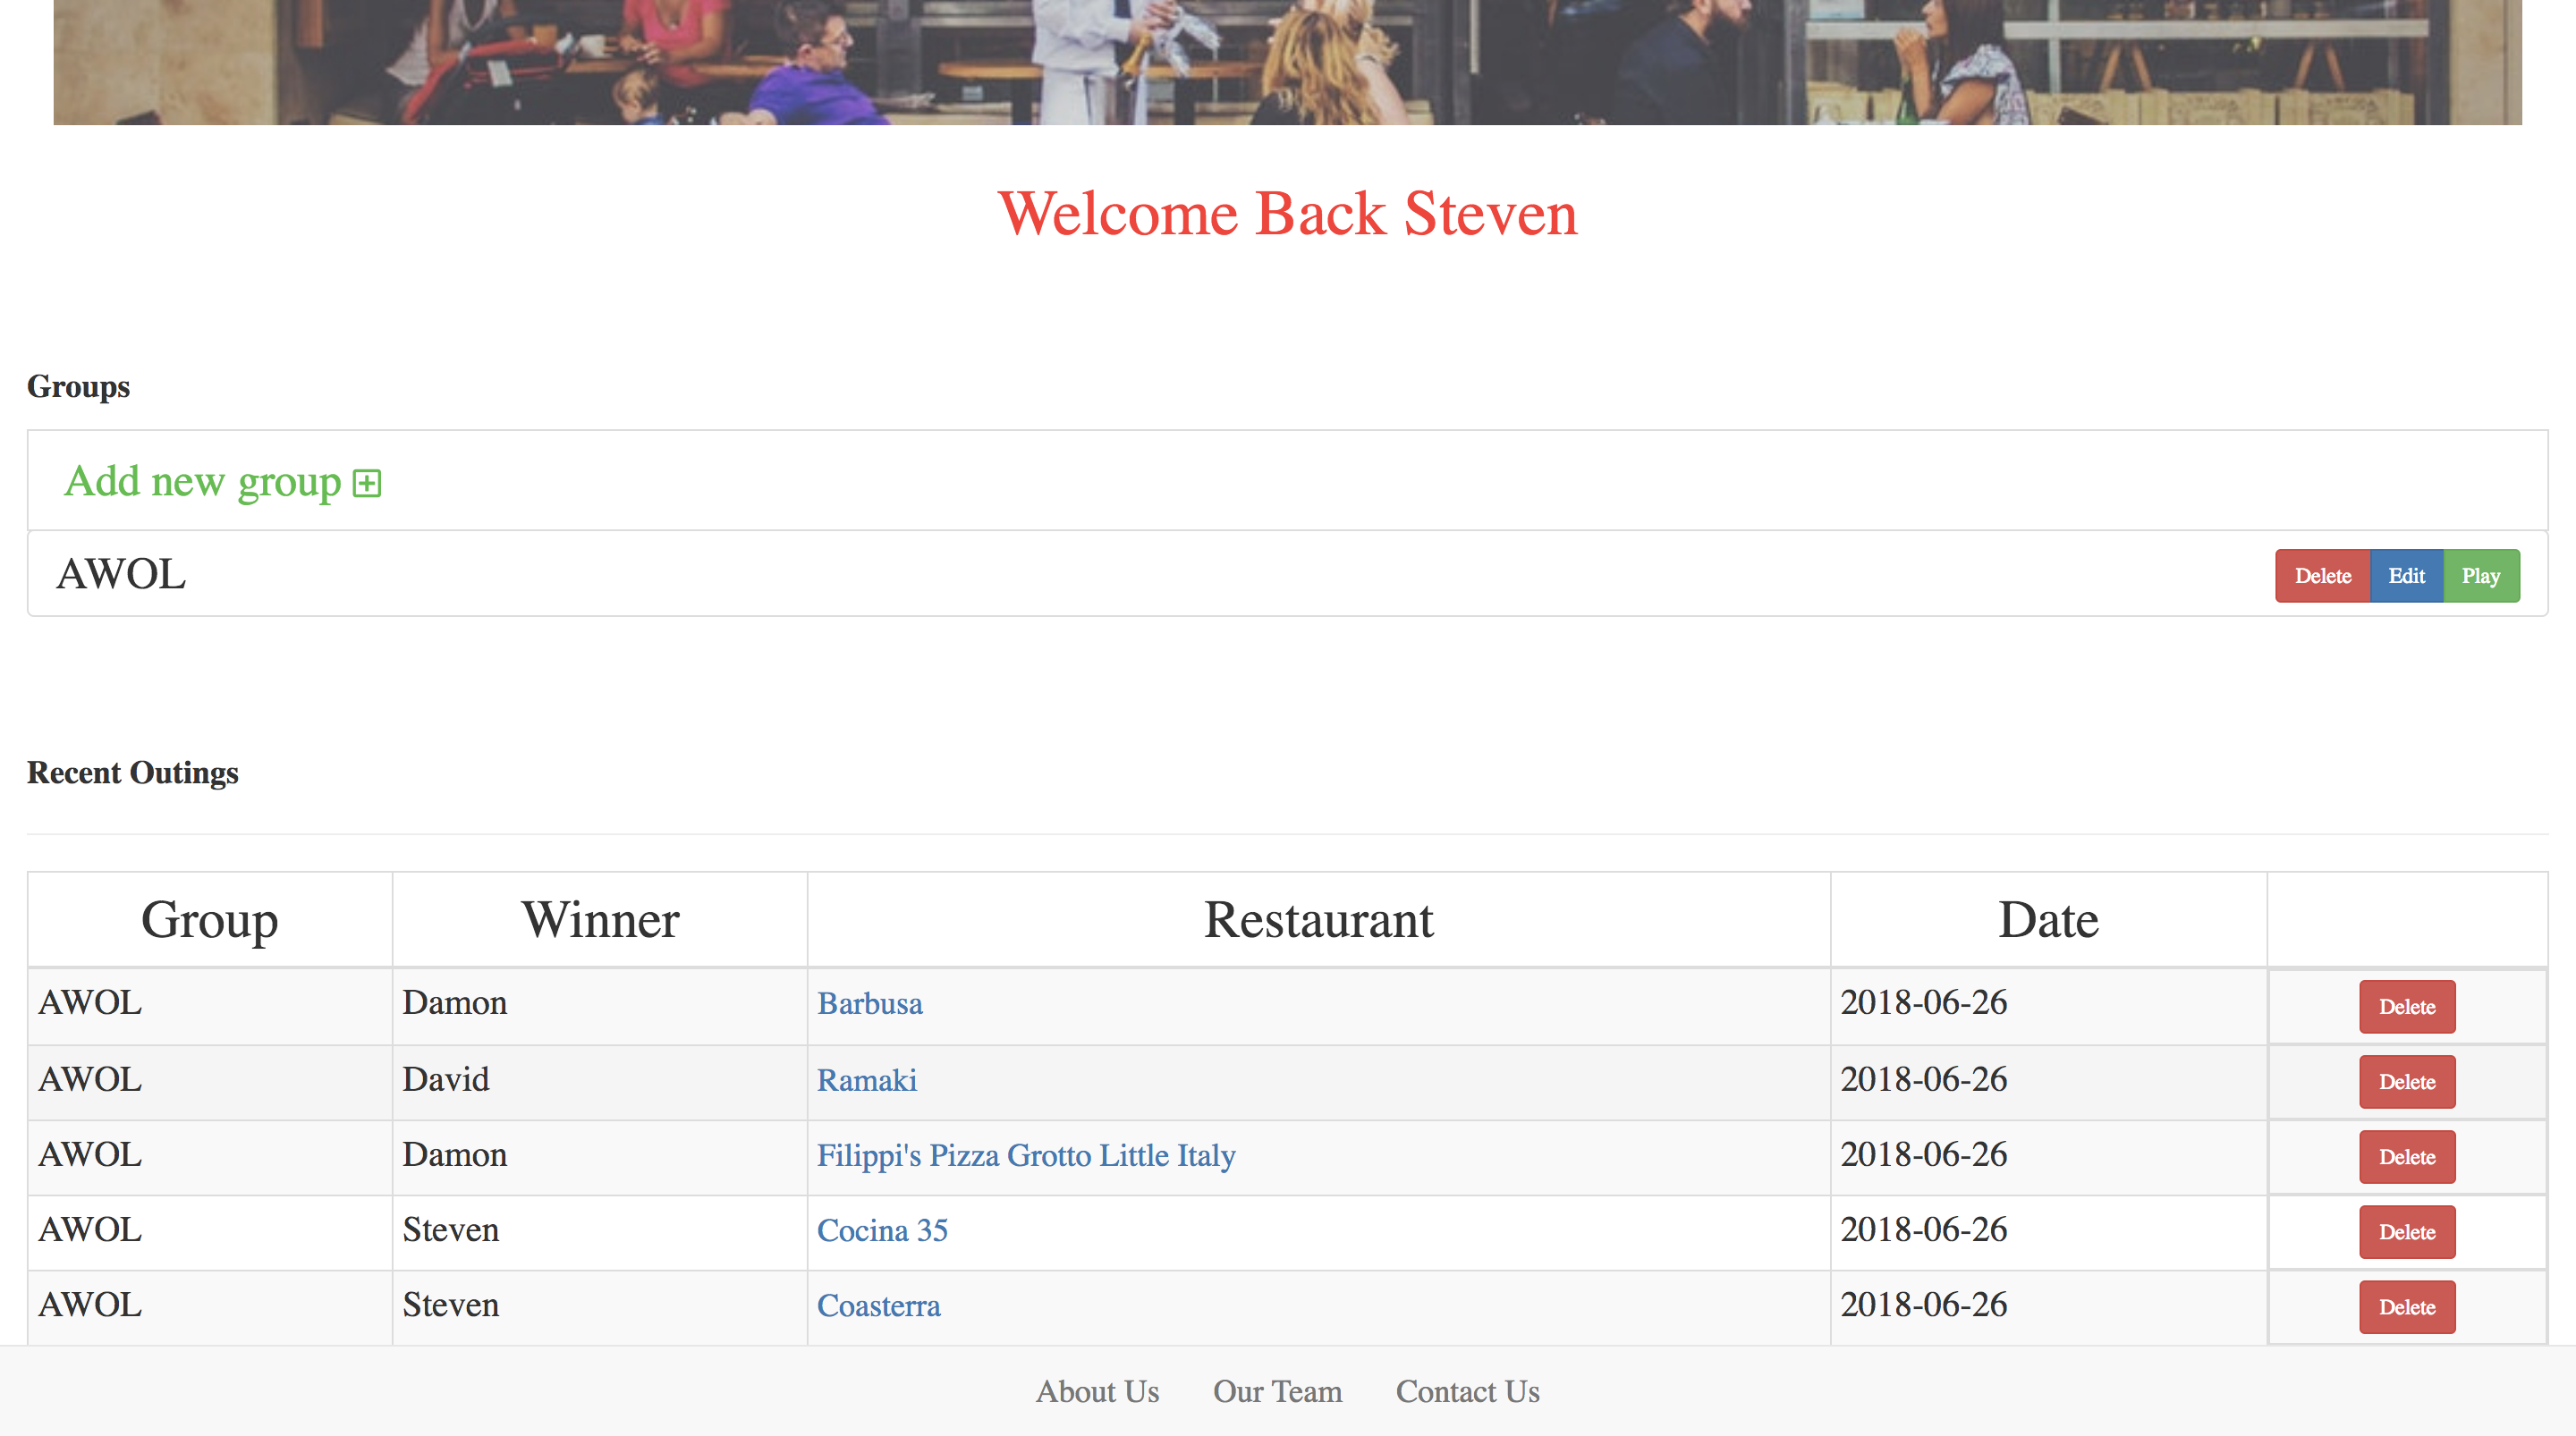 Welcome Back Steven
Groups
Add new group
AWOL Delete Edit Play
Recent Outings
Group Winner Restaurant Date
AWOL Damon Barbusa 2018-06-26 Delete
AWOL David Ramaki 2018-06-26 Delete
AWOL Damon Filippi's Pizza Grotto Little Italy 2018-06-26 Delete
AWOL Steven Cocina 35 2018-06-26 Delete
AWOL Steven Coasterra 2018-06-26 Delete
About Us Our Team Contact Us